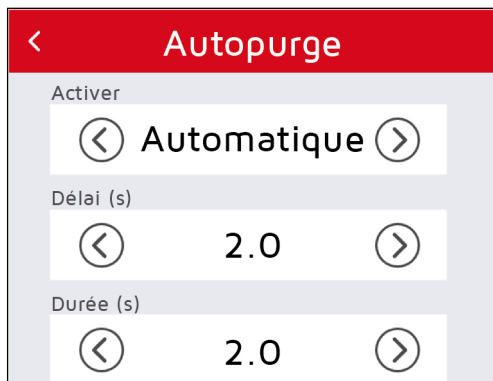 Autopurge
Activer
Automatique
Délai (s)
2.0
Durée (s)
2.0